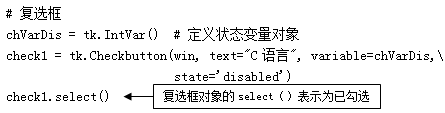 # 复选框
chVarDis = tk.IntVar()  # 定义状态变量对象
check1 = tk.Checkbutton(win, text="C语言", variable=chVarDis,\
state='disabled')
check1.select() 复选框对象的 select（）表示为已勾选